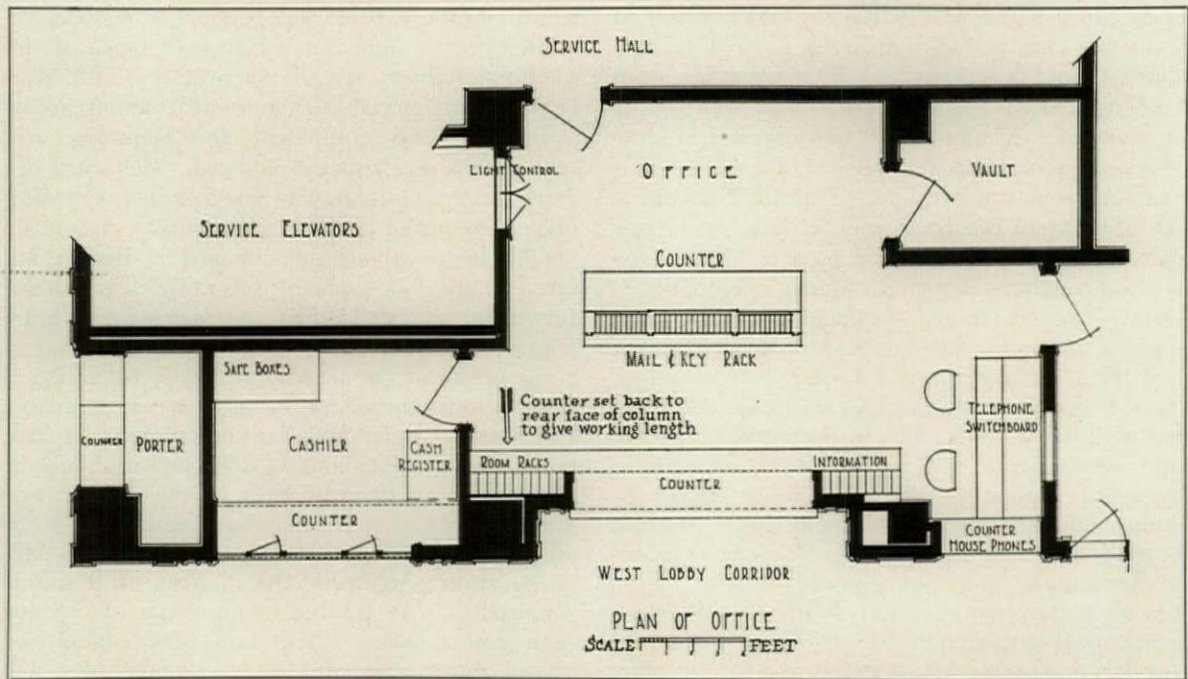 SERVICE HALL
LIGHT CONTROL
OFFICE
VAULT
SERVICE ELEVATORS
COUNTER
MAIL & KEY RACK
SAFE BOXES
Counter set back to
rear face of column
to give working length
TELEPHONE
SWITCHBOARD
COUNTER
PORTER
CASHIER
CASH
REGISTER
ROOM RACKS
INFORMATION
COUNTER
COUNTER
COUNTER
HOUSE PHONES
WEST LOBBY CORRIDOR
PLAN OF OFFICE
SCALE FEET